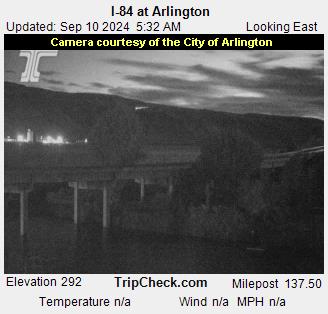 I-84 at Arlington
Updated: Sep 10 2024 5:32 AM Looking East
Camera courtesy of the City of Arlington
Elevation 292 TripCheck.com Milepost 137.50
Temperature n/a Wind n/a MPH n/a